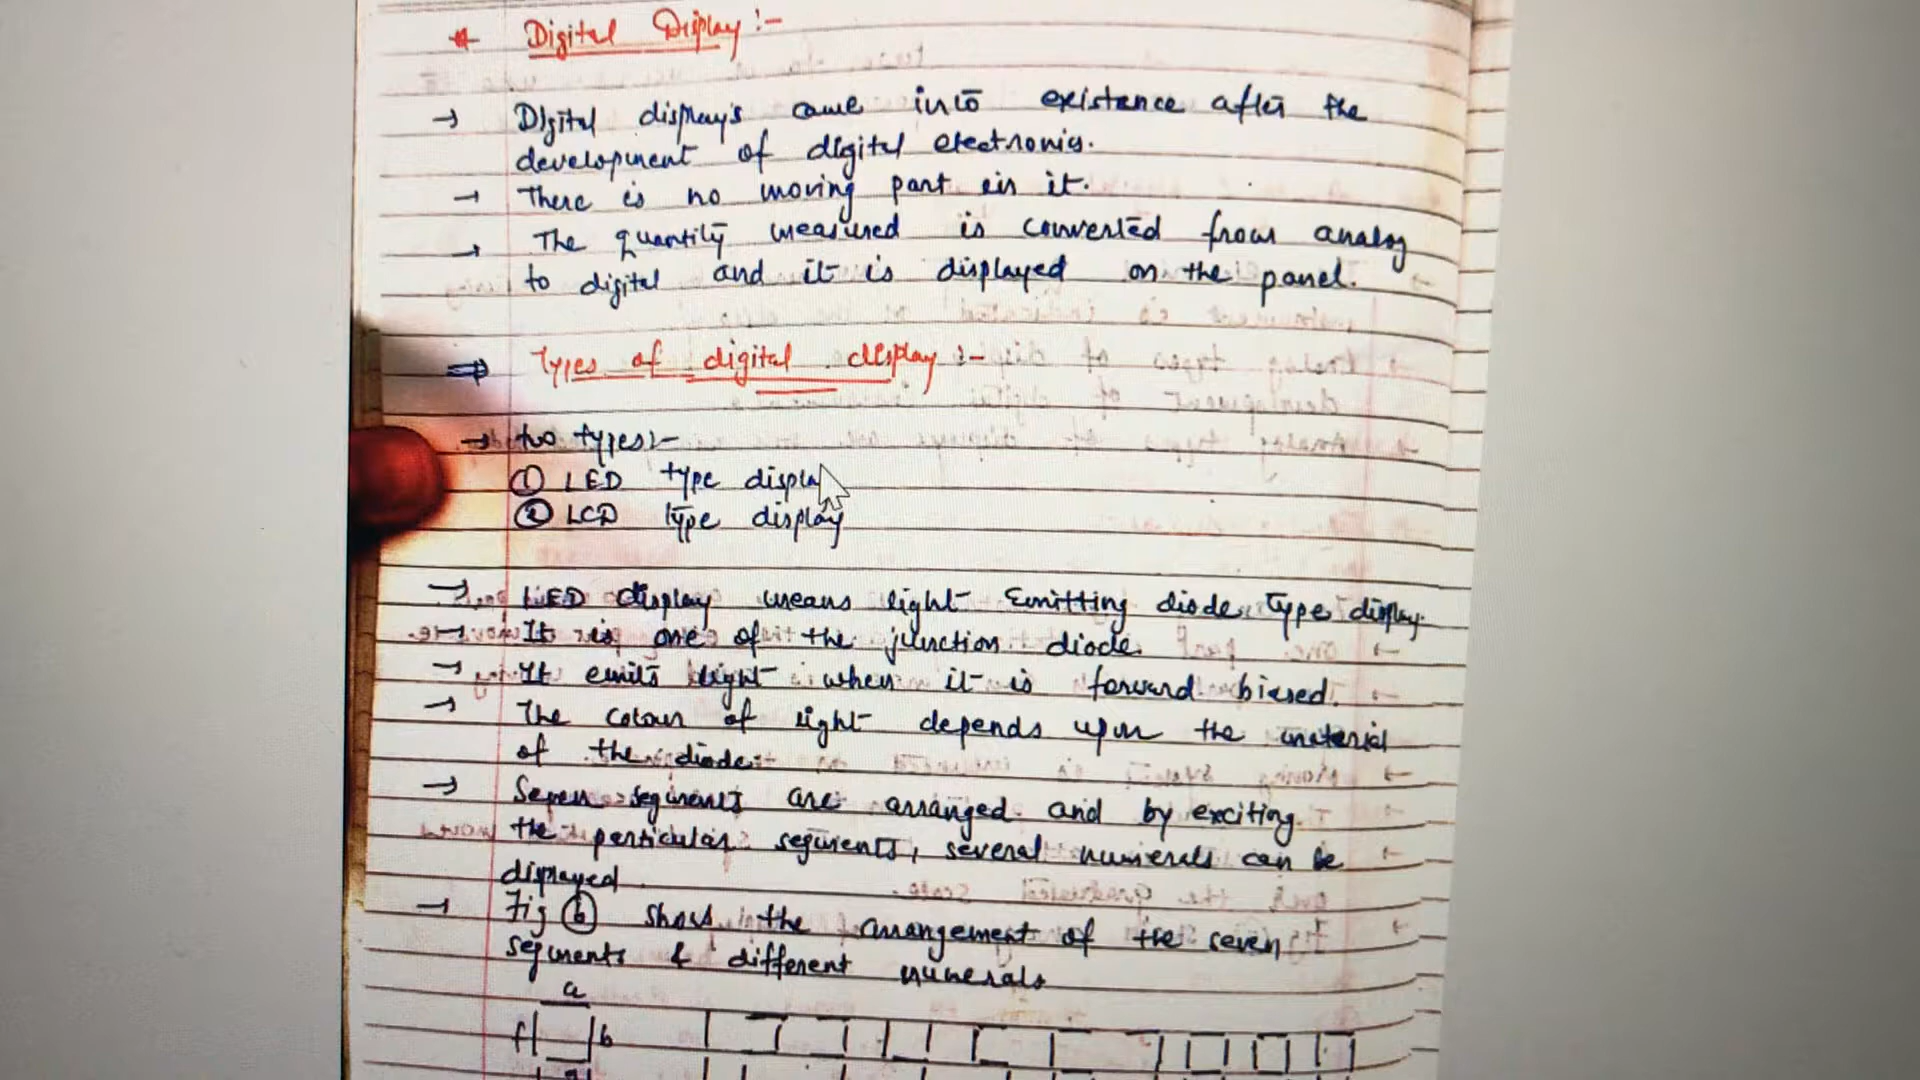 * Digital Display :-
→ Digital display's came into existance after the
development of digital electronics.
→ There is no moving part in it.
→ The quantity measured is converted from analog
to digital and it is displayed on the panel.
⇒ Types of digital display :-
→ two types:-
① LED type display
② LCD type display
→ LED display means light Emitting diode type display.
→ It is one of the junction diode.
→ It emits light when it is forward biased.
→ The colour of light depends upon the material
of the diode.
→ Seven segments are arranged and by exciting
the particular segments, several numerals can be
displayed
→ Fig ⓑ shows the arrangement of the seven
segments & different numerals
a
f b
g